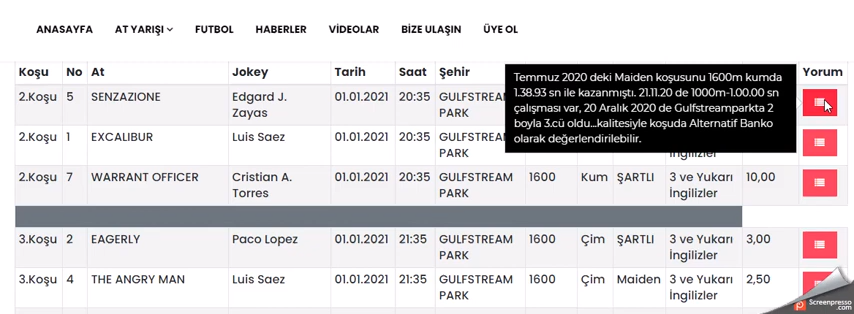 ANASAYFA AT YARIŞI FUTBOL HABERLER VİDEOLAR BİZE ULAŞIN ÜYE OL
Koşu No At Jokey Tarih Saat Şehir Yorum
Temmuz 2020 deki Maiden koşusunu 1600m kumda
1.38.93 sn ile kazanmıştı. 21.11.20 de 1000m-1.00.00 sn
çalışması var, 20 Aralık 2020 de Gulfstreamparkta 2
boyla 3.cü oldu...kalitesiyle koşuda Alternatif Banko
olarak değerlendirilebilir.
2.Koşu 5 SENZAZIONE Edgard J. 01.01.2021 20:35 GULFSTREAM
Zayas PARK
2.Koşu 1 EXCALIBUR Luis Saez 01.01.2021 20:35 GULFSTREAM
PARK İngilizler
2.Koşu 7 WARRANT OFFICER Cristian A. 01.01.2021 20:35 GULFSTREAM 1600 Kum ŞARTLI 3 ve Yukarı 10,00
Torres PARK İngilizler
3.Koşu 2 EAGERLY Paco Lopez 01.01.2021 21:35 GULFSTREAM 1600 Çim ŞARTLI 3 ve Yukarı 3,00
PARK İngilizler
3.Koşu 4 THE ANGRY MAN Luis Saez 01.01.2021 21:35 GULFSTREAM 1600 Çim Maiden 3 ve Yukarı 2,50
PARK İngilizler
Screenpresso
.com